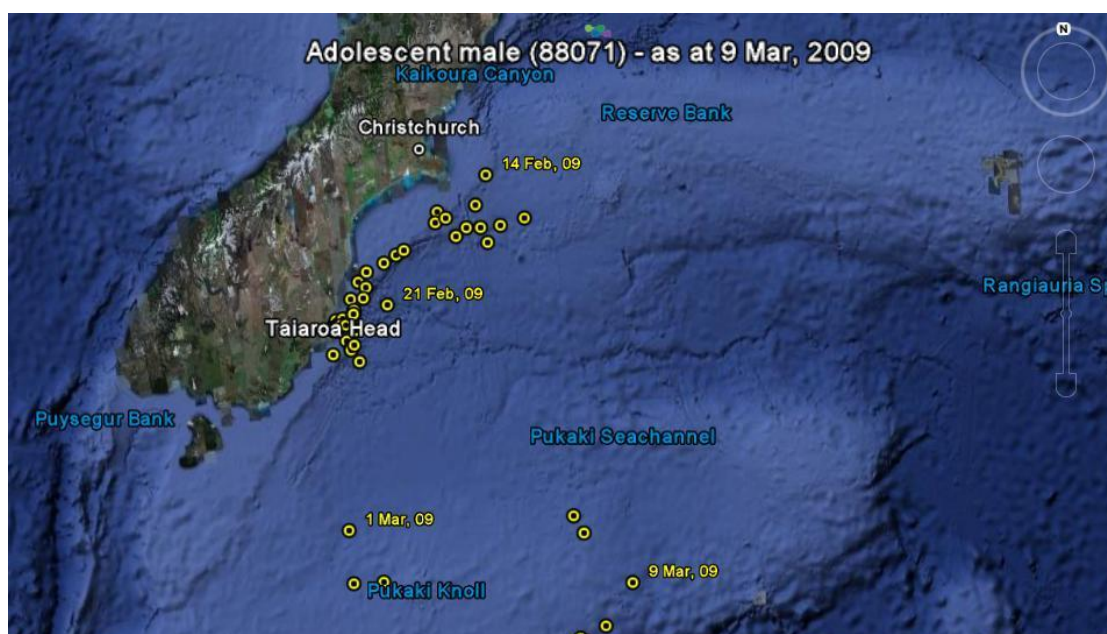 Adolescent male (88071) - as at 9 Mar, 2009
N
Kaikoura Canyon
Reserve Bank
Christchurch
14 Feb, 09
Rangiauria Sp
21 Feb, 09
Taiaroa Head
Puysegur Bank
Pukaki Seachannel
1 Mar, 09
9 Mar, 09
Pukaki Knoll